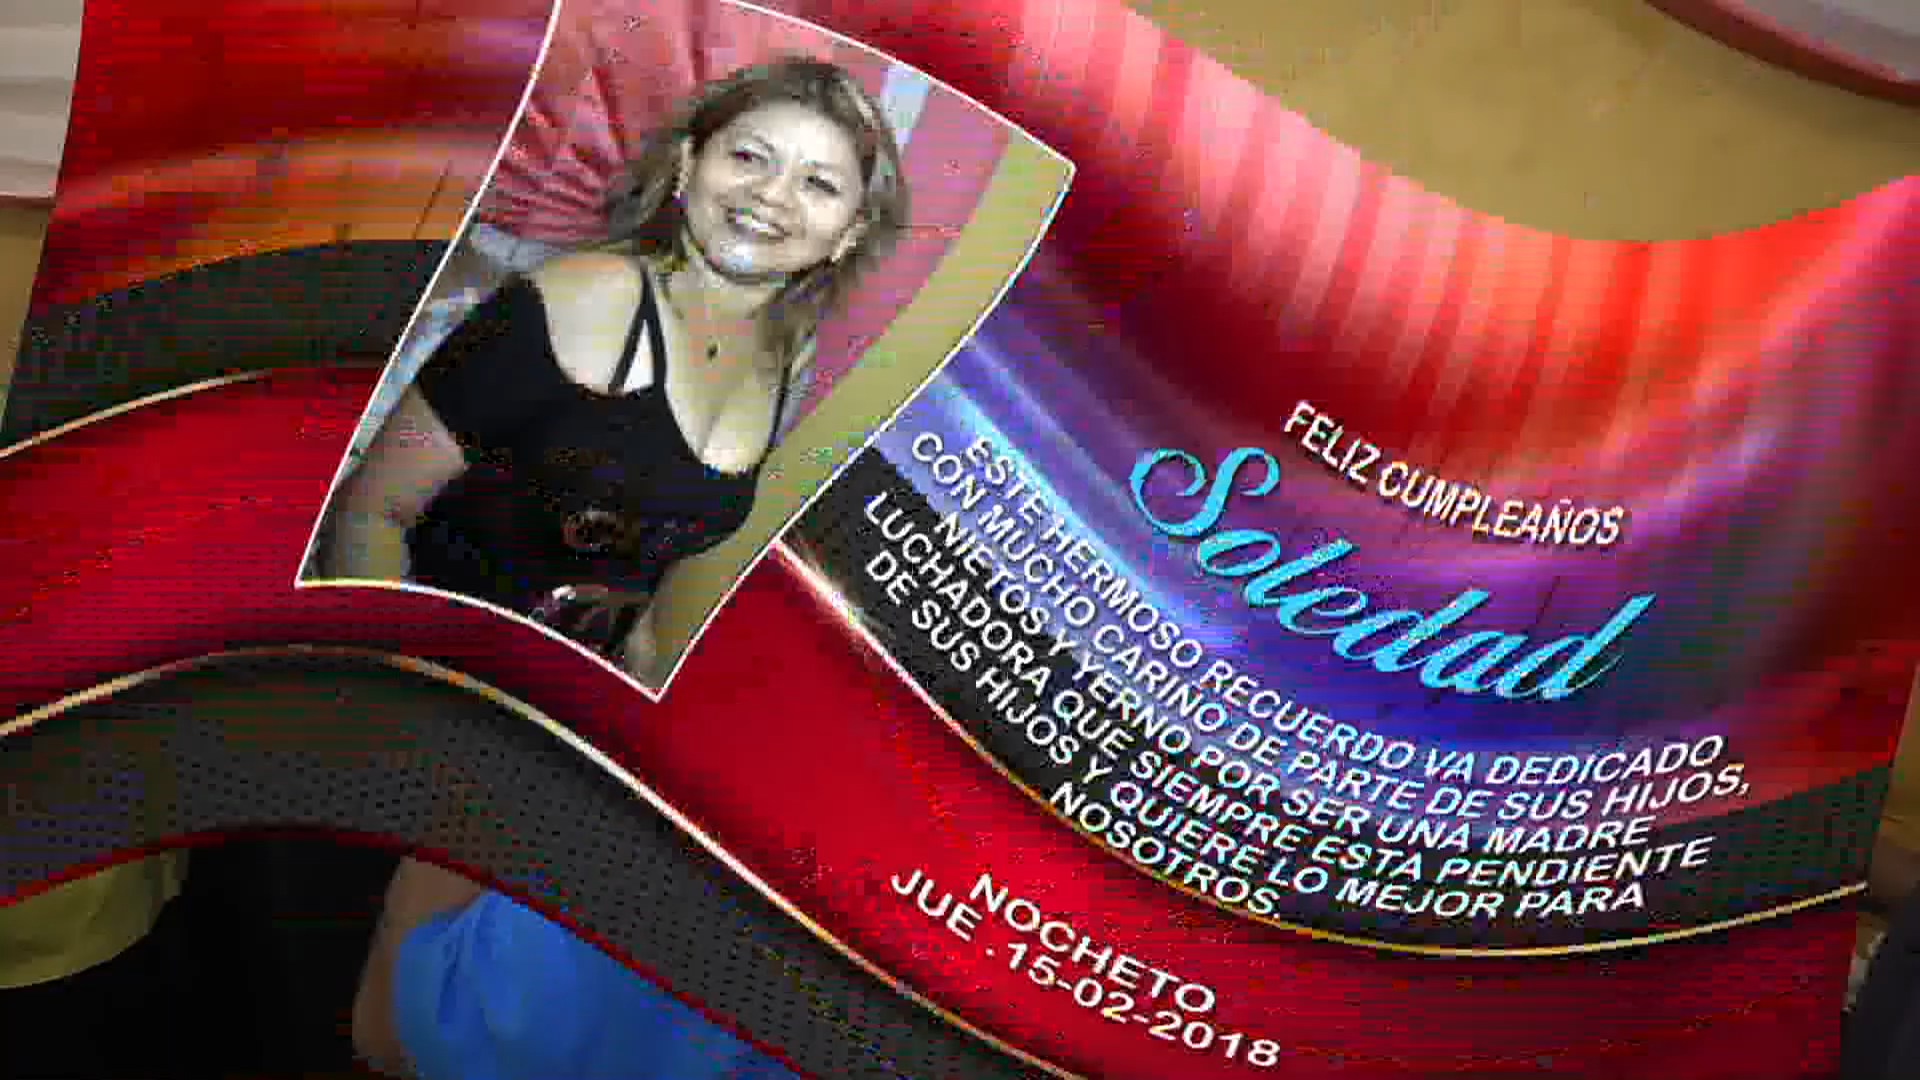 FELIZ CUMPLEAÑOS
Soledad
ESTE HERMOSO RECUERDO VA DEDICADO
CON MUCHO CARIÑO DE PARTE DE SUS HIJOS,
NIETOS Y YERNO POR SER UNA MADRE
LUCHADORA QUE SIEMPRE ESTA PENDIENTE
DE SUS HIJOS Y QUIERE LO MEJOR PARA
NOSOTROS.
NOCHETO
JUE .15-02-2018